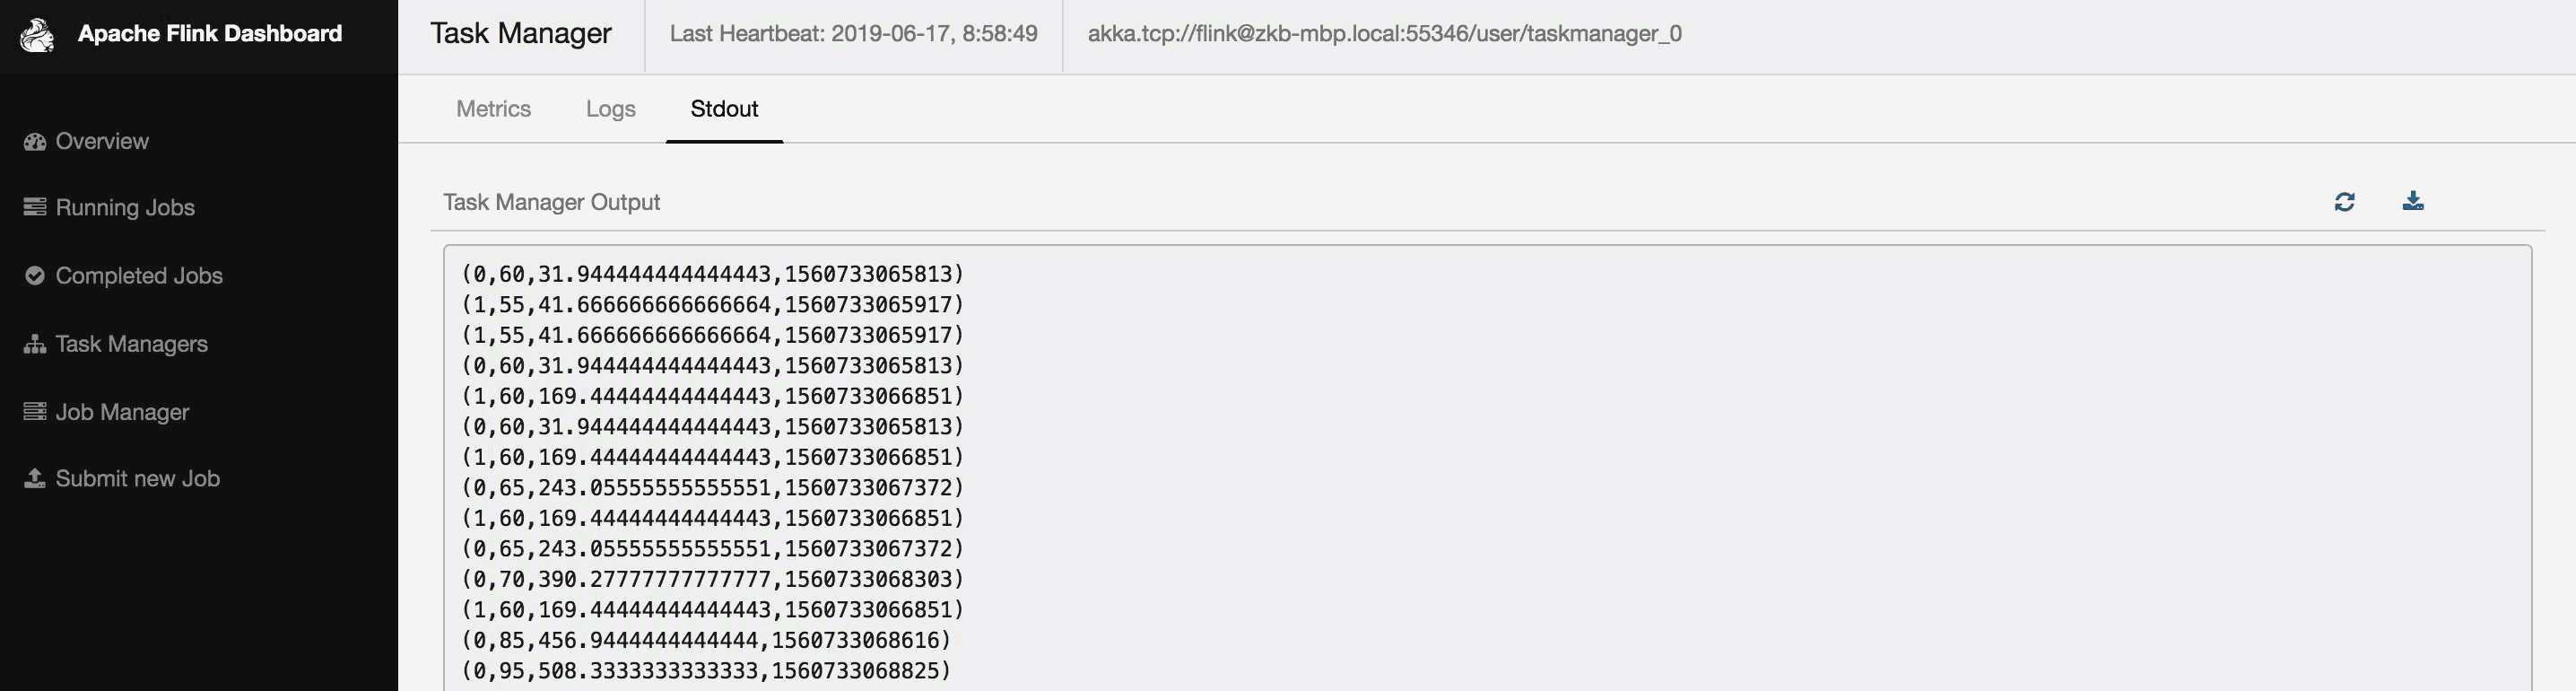 Apache Flink Dashboard
Overview
Running Jobs
Completed Jobs
Task Managers
Job Manager
Submit new Job
Task Manager
Last Heartbeat: 2019-06-17, 8:58:49
akka.tcp://flink@zkb-mbp.local:55346/user/taskmanager_0
Metrics Logs Stdout
Task Manager Output
(0,60,31.944444444444443,1560733065813)
(1,55,41.666666666666664,1560733065917)
(1,55,41.666666666666664,1560733065917)
(0,60,31.944444444444443,1560733065813)
(1,60,169.44444444444443,1560733066851)
(0,60,31.944444444444443,1560733065813)
(1,60,169.44444444444443,1560733066851)
(0,65,243.05555555555551,1560733067372)
(1,60,169.44444444444443,1560733066851)
(0,65,243.05555555555551,1560733067372)
(0,70,390.27777777777777,1560733068303)
(1,60,169.44444444444443,1560733066851)
(0,85,456.9444444444444,1560733068616)
(0,95,508.3333333333333,1560733068825)